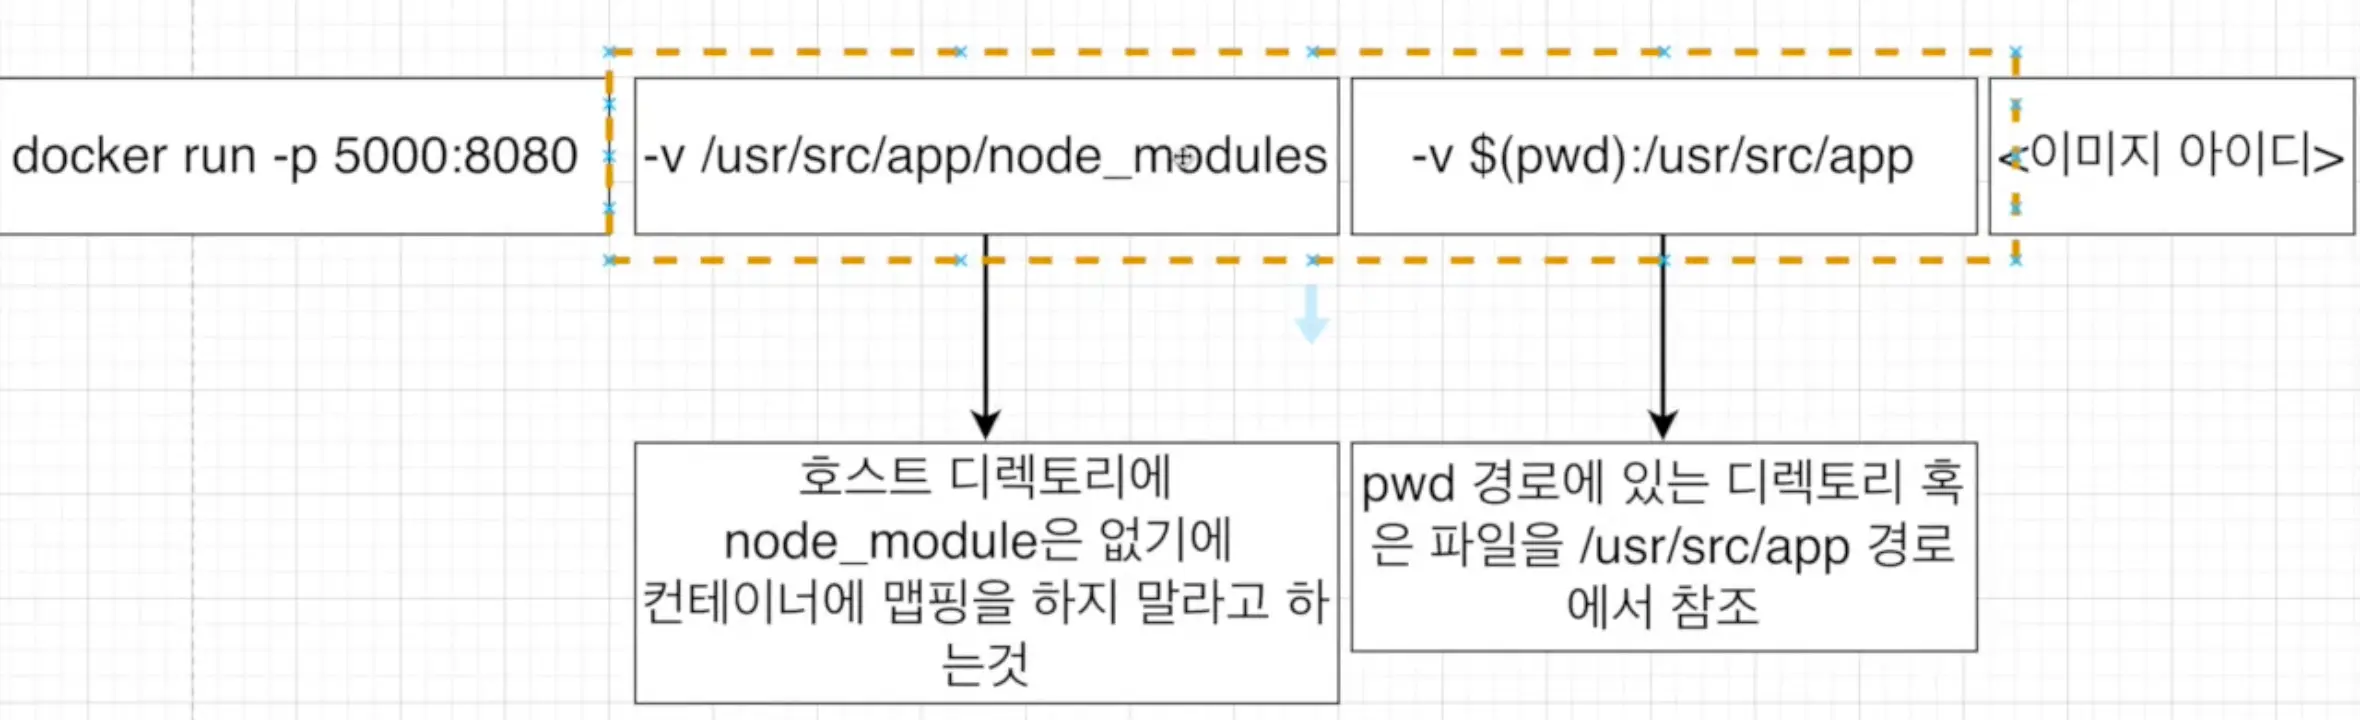 docker run -p 5000:8080
-v /usr/src/app/node_modules
-v $(pwd):/usr/src/app
<이미지 아이디>
호스트 디렉토리에
node_module은 없기에
컨테이너에 맵핑을 하지 말라고 하
는것
pwd 경로에 있는 디렉토리 혹
은 파일을 /usr/src/app 경로
에서 참조